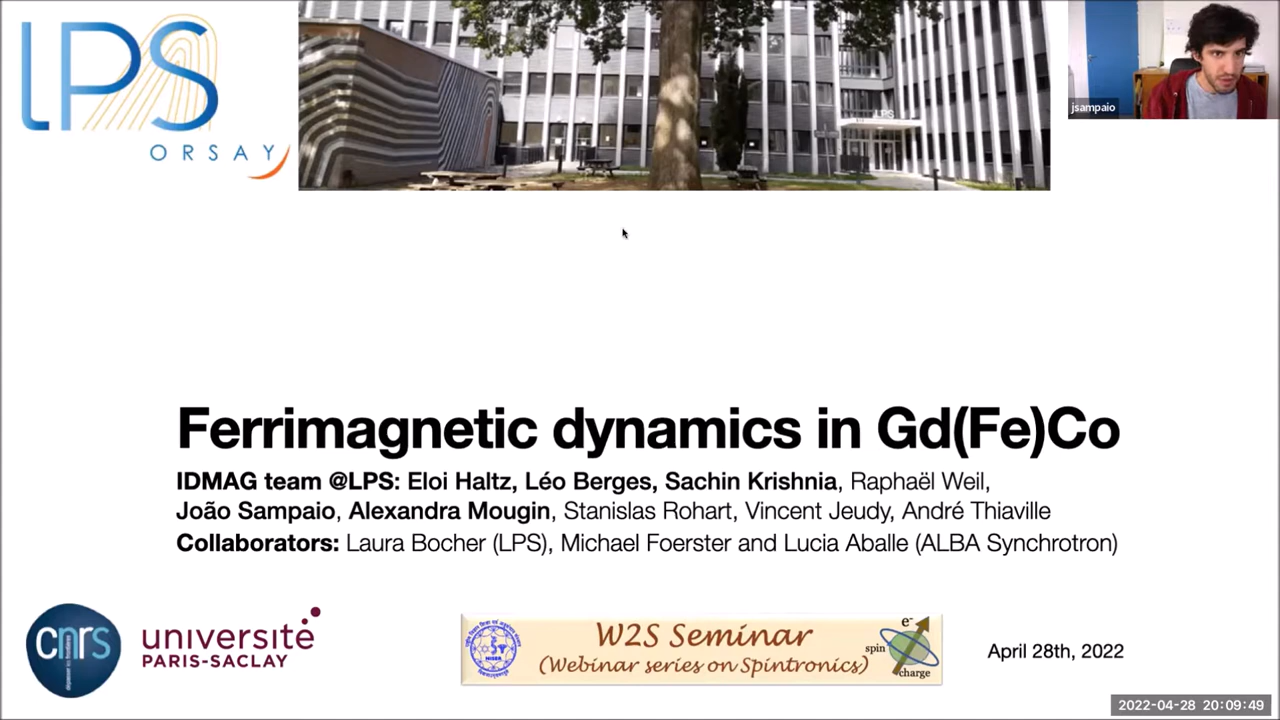 LPS
ORSAY
LPS
jsampaio
Ferrimagnetic dynamics in Gd(Fe)Co
IDMAG team @LPS: Eloi Haltz, Léo Berges, Sachin Krishnia, Raphaël Weil,
João Sampaio, Alexandra Mougin, Stanislas Rohart, Vincent Jeudy, André Thiaville
Collaborators: Laura Bocher (LPS), Michael Foerster and Lucia Aballe (ALBA Synchrotron)
cnrs
université
PARIS-SACLAY
W2S Seminar
(Webinar series on Spintronics)
e-
spin
charge
April 28th, 2022
2022-04-28 20:09:49